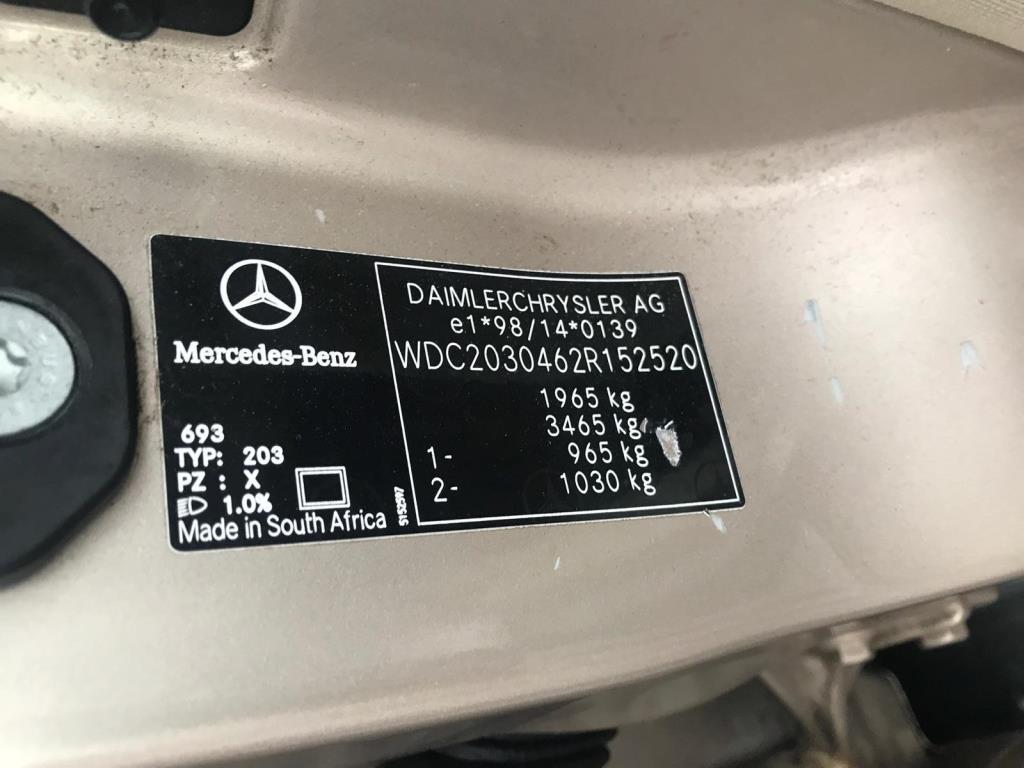 Mercedes-Benz
693
TYP: 203
PZ : X
1.0%
Made in South Africa
5152597
DAIMLERCHRYSLER AG
e1*98/14*0139
WDC2030462R152520
1965 kg
3465 kg
1- 965 kg
2- 1030 kg